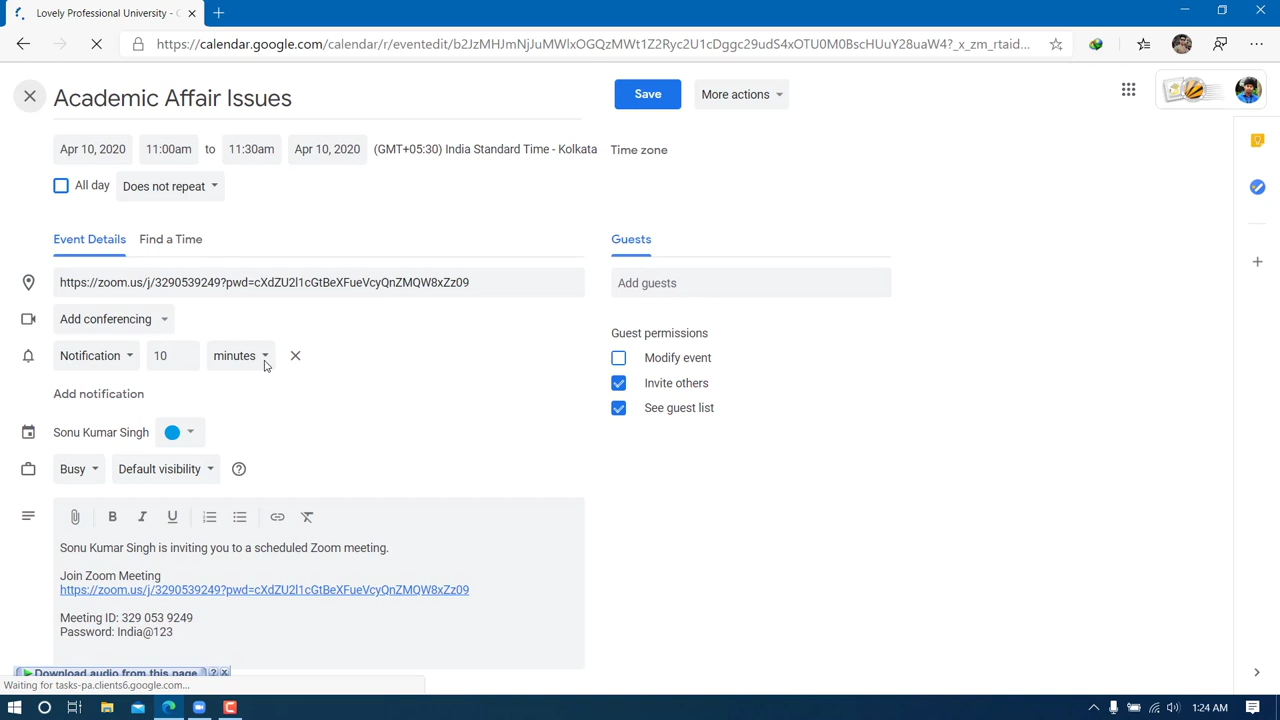 Lovely Professional University - C
https://calendar.google.com/calendar/r/eventedit/b2JzMHJmNjJuMWlxOGQzMWt1Z2Ryc2U1cDggc29udS4xOTU0M0BscHUuY28uaW4?_x_zm_rtaid...
Academic Affair Issues
Save
More actions
Apr 10, 2020 11:00am to 11:30am Apr 10, 2020 (GMT+05:30) India Standard Time - Kolkata Time zone
All day Does not repeat
Event Details Find a Time
Guests
https://zoom.us/j/3290539249?pwd=cXdZU2l1cGtBeXFueVcyQnZMQW8xZz09
Add guests
Add conferencing
Guest permissions
Notification 10 minutes
Modify event
Invite others
Add notification
See guest list
Sonu Kumar Singh
Busy Default visibility
B I U
Sonu Kumar Singh is inviting you to a scheduled Zoom meeting.
Join Zoom Meeting
https://zoom.us/j/3290539249?pwd=cXdZU2l1cGtBeXFueVcyQnZMQW8xZz09
Meeting ID: 329 053 9249
Password: India@123
Download audio from this page ? x
Waiting for tasks-pa.clients6.google.com...
1:24 AM